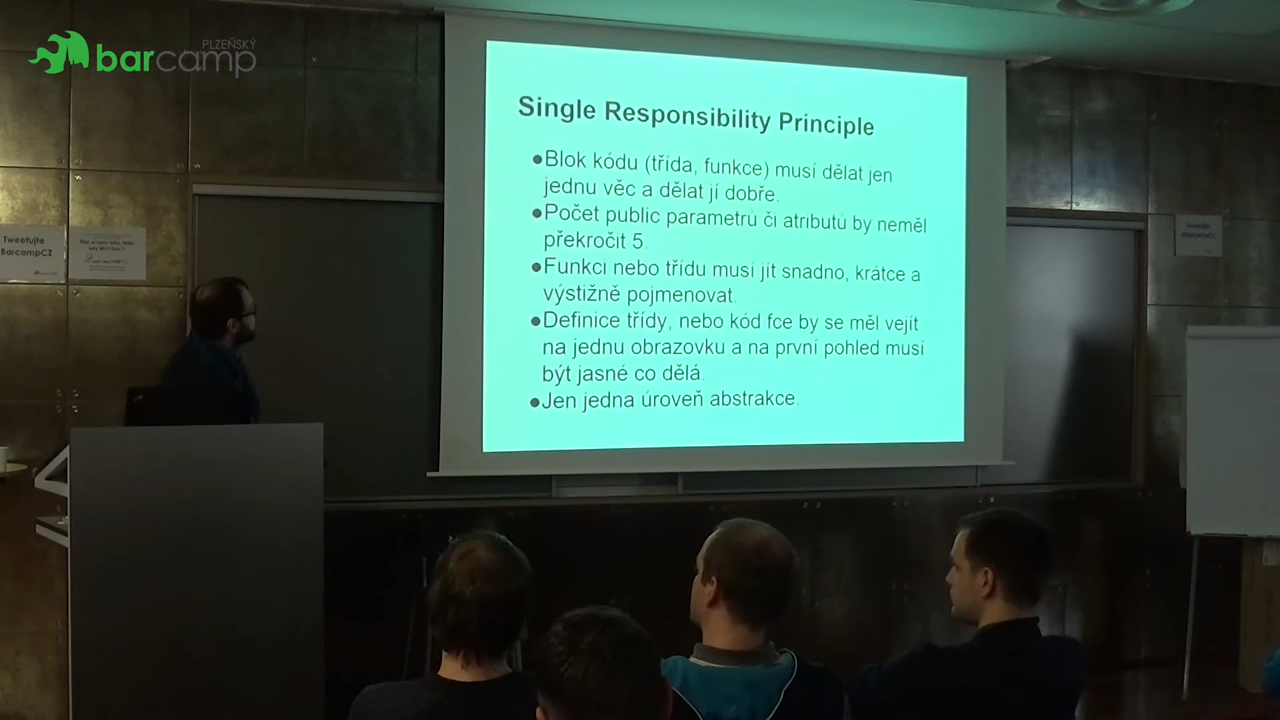 PLZEŇSKÝ
barcamp
Single Responsibility Principle
●Blok kódu (třída, funkce) musí dělat jen
jednu věc a dělat jí dobře.
●Počet public parametru či atributů by neměl
překročit 5.
●Funkci nebo třídu musí jít snadno, krátce a
výstižně pojmenovat.
●Definice třídy, nebo kód fce by se měl vejít
na jednu obrazovku a na první pohled musí
být jasné co dělá.
●Jen jedna úroveň abstrakce.
Tweetujte
BarcampCZ